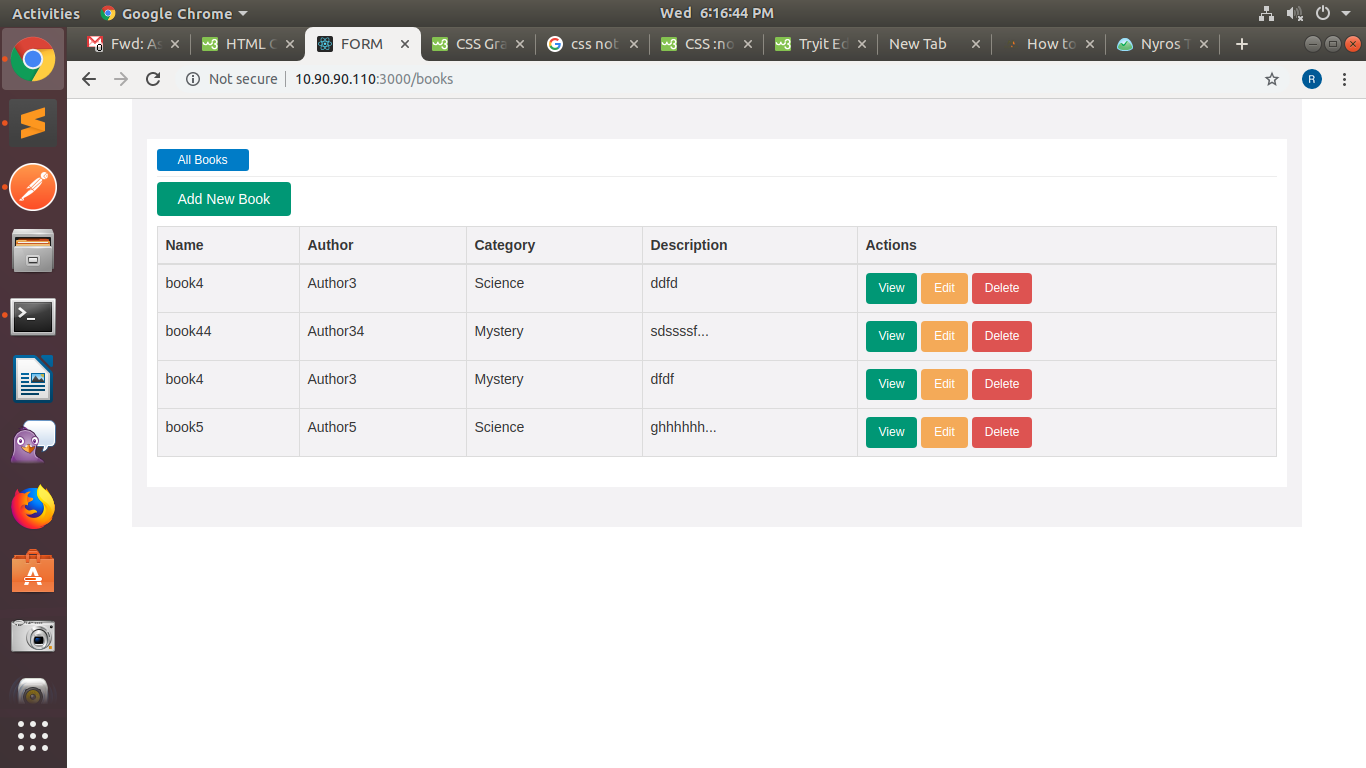 Activities Google Chrome Wed 6:16:44 PM
Fwd: As HTML C FORM CSS Gra css not CSS :no Tryit Ed New Tab How to Nyros T
Not secure 10.90.90.110:3000/books R
All Books
Add New Book
Name Author Category Description Actions
book4 Author3 Science ddfd View Edit Delete
book44 Author34 Mystery sdssssf... View Edit Delete
book4 Author3 Mystery dfdf View Edit Delete
book5 Author5 Science ghhhhhh... View Edit Delete